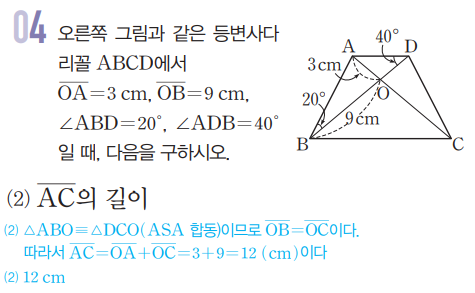 04 오른쪽 그림과 같은 등변사다
리꼴 ABCD에서
OA=3 cm, OB=9 cm,
∠ABD=20°, ∠ADB=40°
일 때, 다음을 구하시오.
A 40° D
3 cm
O
20°
9 cm
B C
(2) AC의 길이
(2) △ABO≡△DCO(ASA 합동)이므로 OB=OC이다.
따라서 AC=OA+OC=3+9=12 (cm)이다
(2) 12 cm